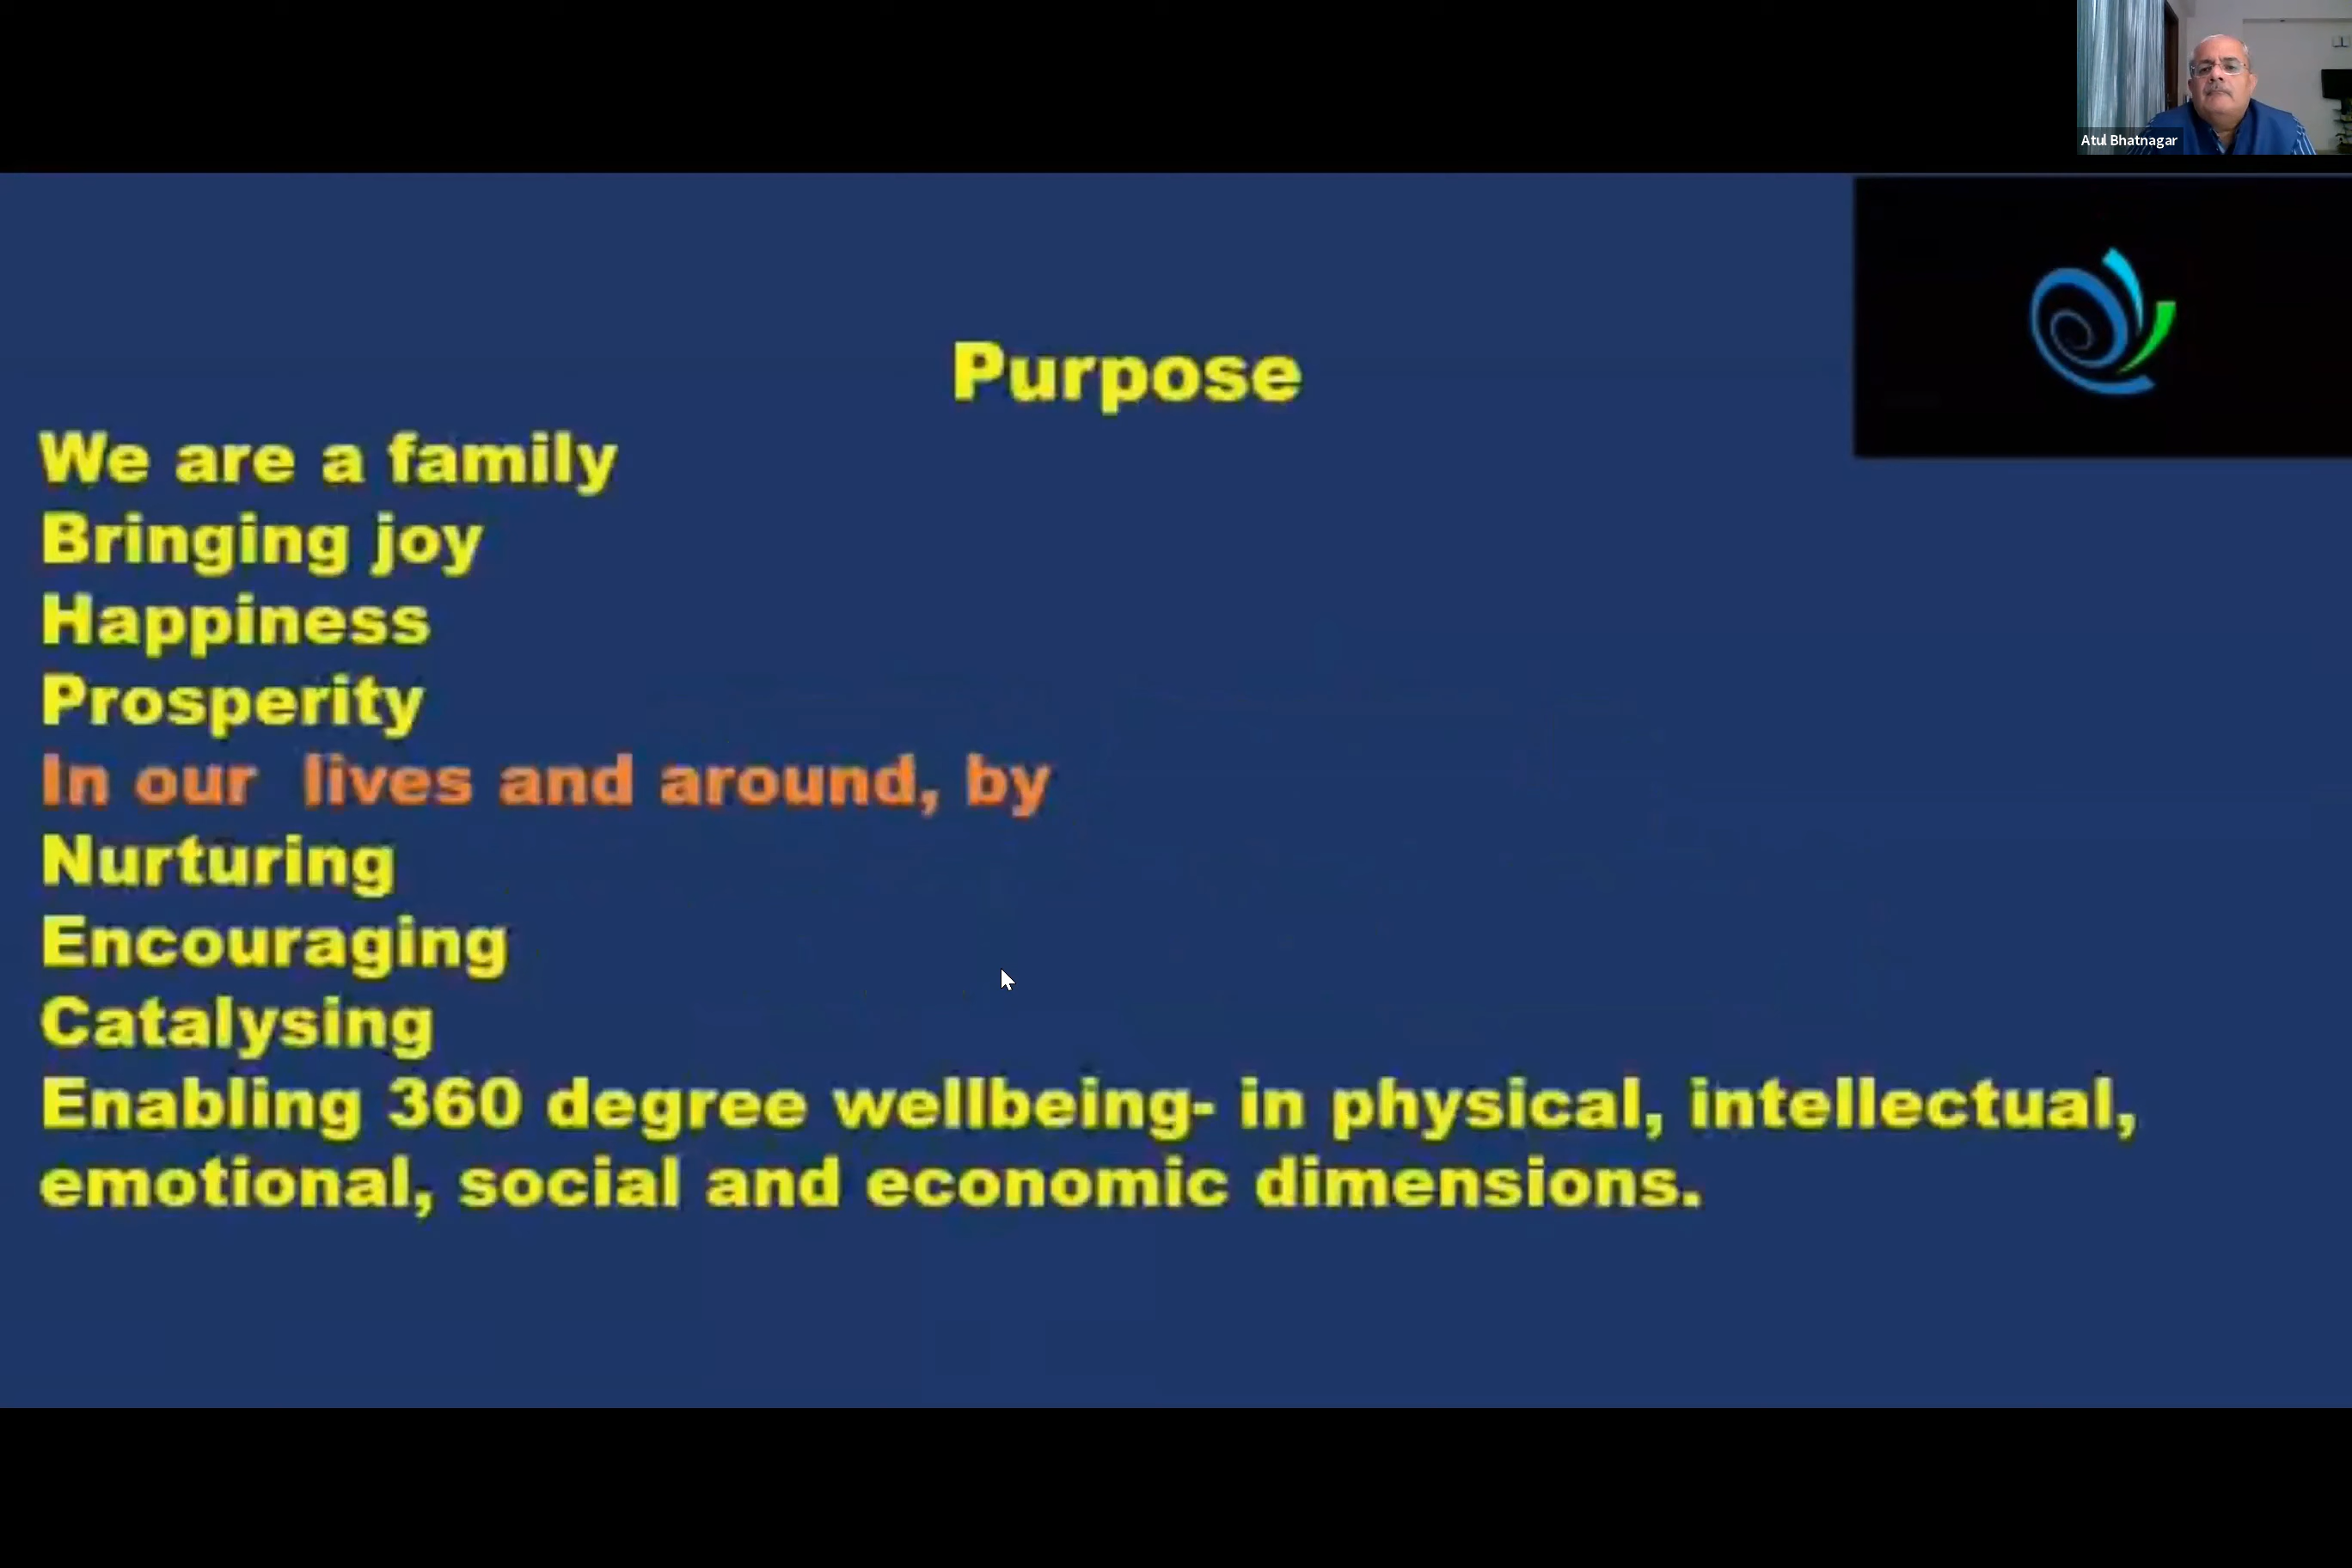 Atul Bhatnagar
Purpose
We are a family
Bringing joy
Happiness
Prosperity
In our  lives and around, by
Nurturing
Encouraging
Catalysing
Enabling 360 degree wellbeing- in physical, intellectual,
emotional, social and economic dimensions.